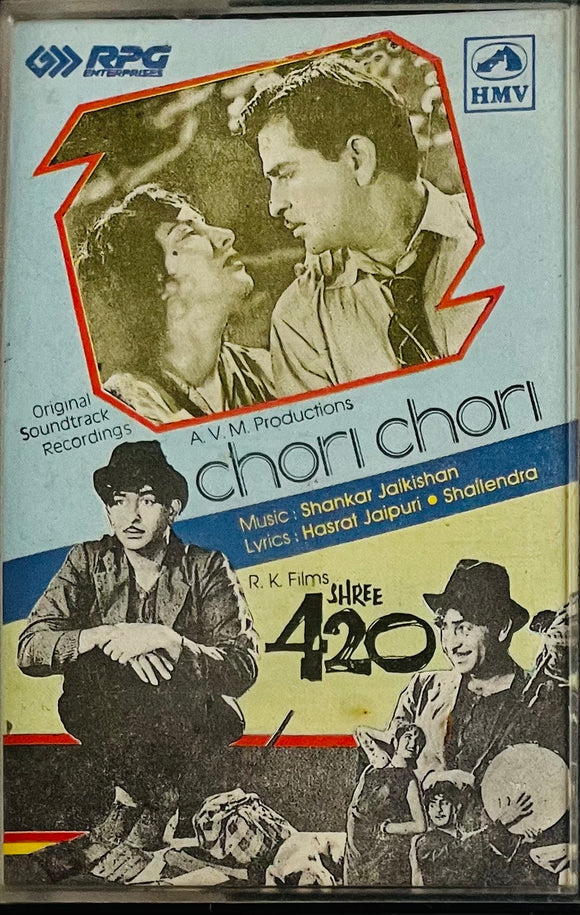 RPG
ENTERPRISES
HMV
Original
Soundtrack
Recordings
A. V. M. Productions
chori chori
Music : Shankar Jaikishan
Lyrics : Hasrat Jaipuri • Shailendra
R. K. Films
SHREE
420